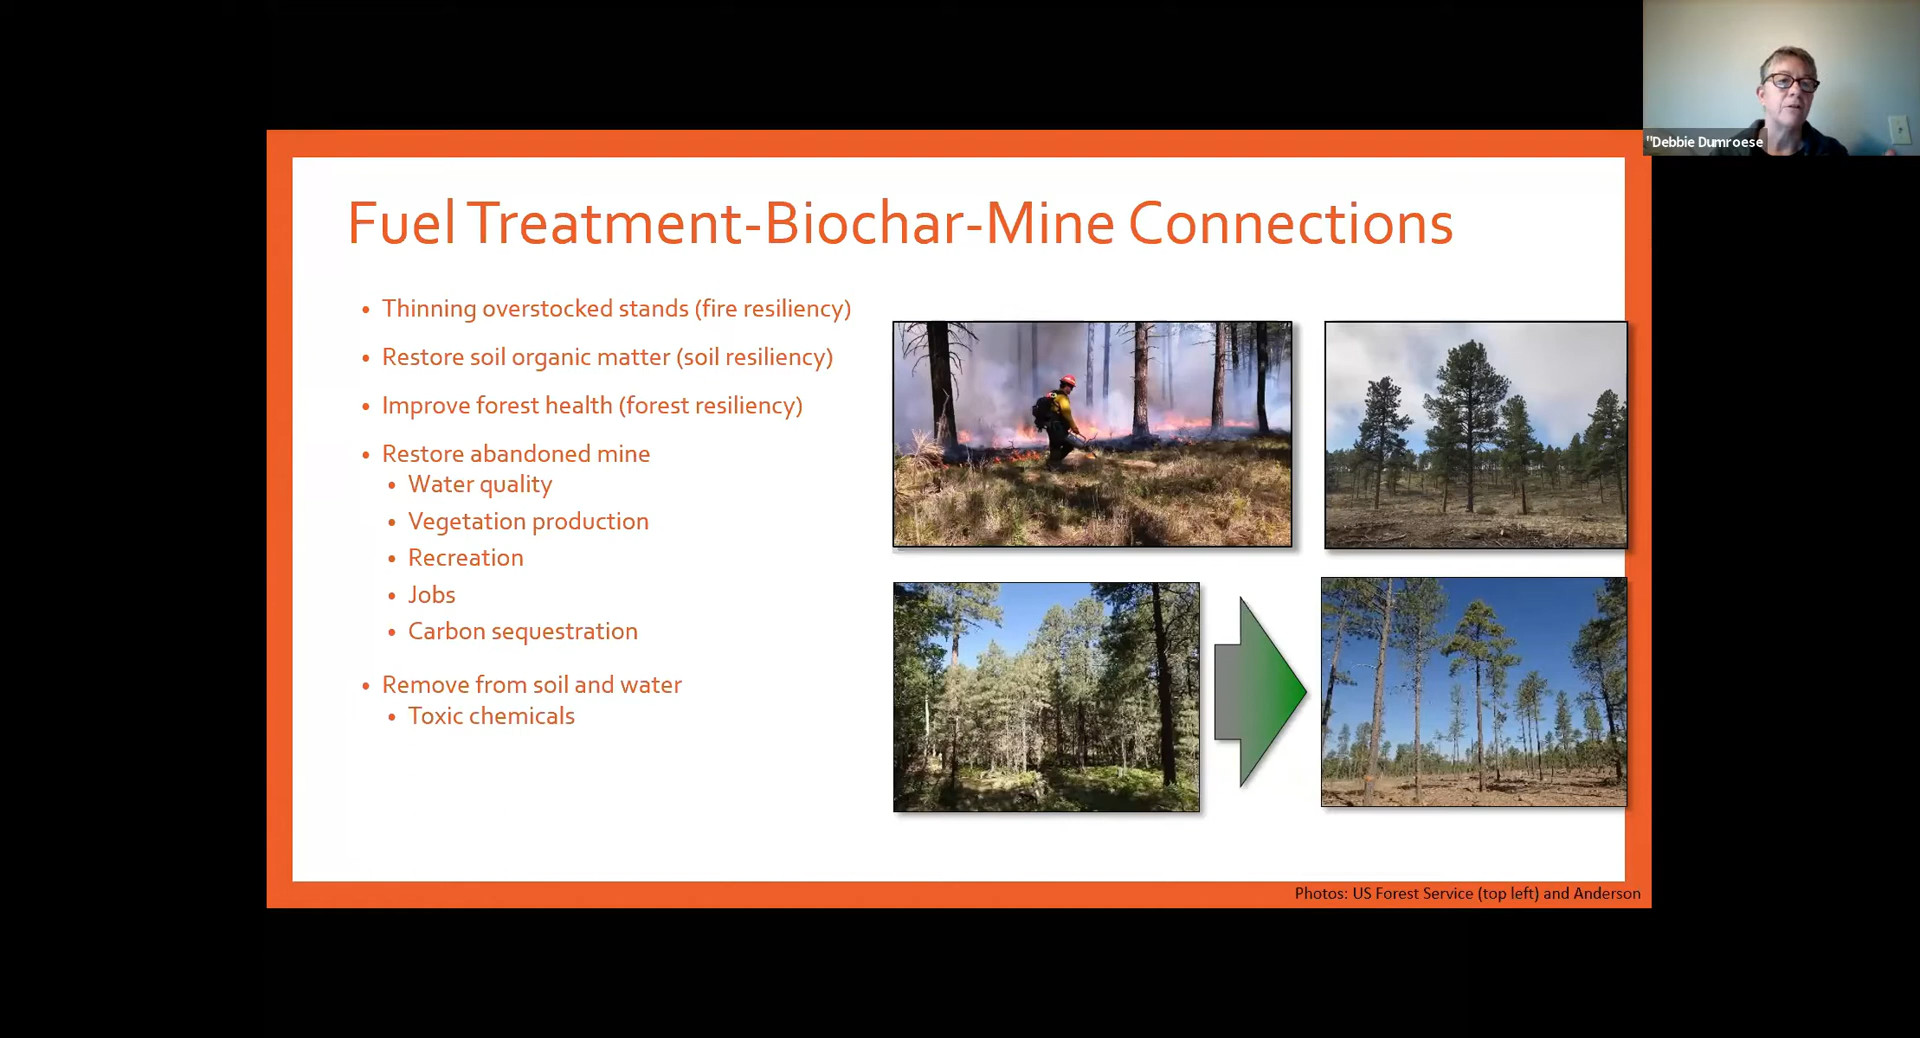 "Debbie Dumroese
Fuel Treatment-Biochar-Mine Connections
• Thinning overstocked stands (fire resiliency)
• Restore soil organic matter (soil resiliency)
• Improve forest health (forest resiliency)
• Restore abandoned mine
• Water quality
• Vegetation production
• Recreation
• Jobs
• Carbon sequestration
• Remove from soil and water
• Toxic chemicals
Photos: US Forest Service (top left) and Anderson